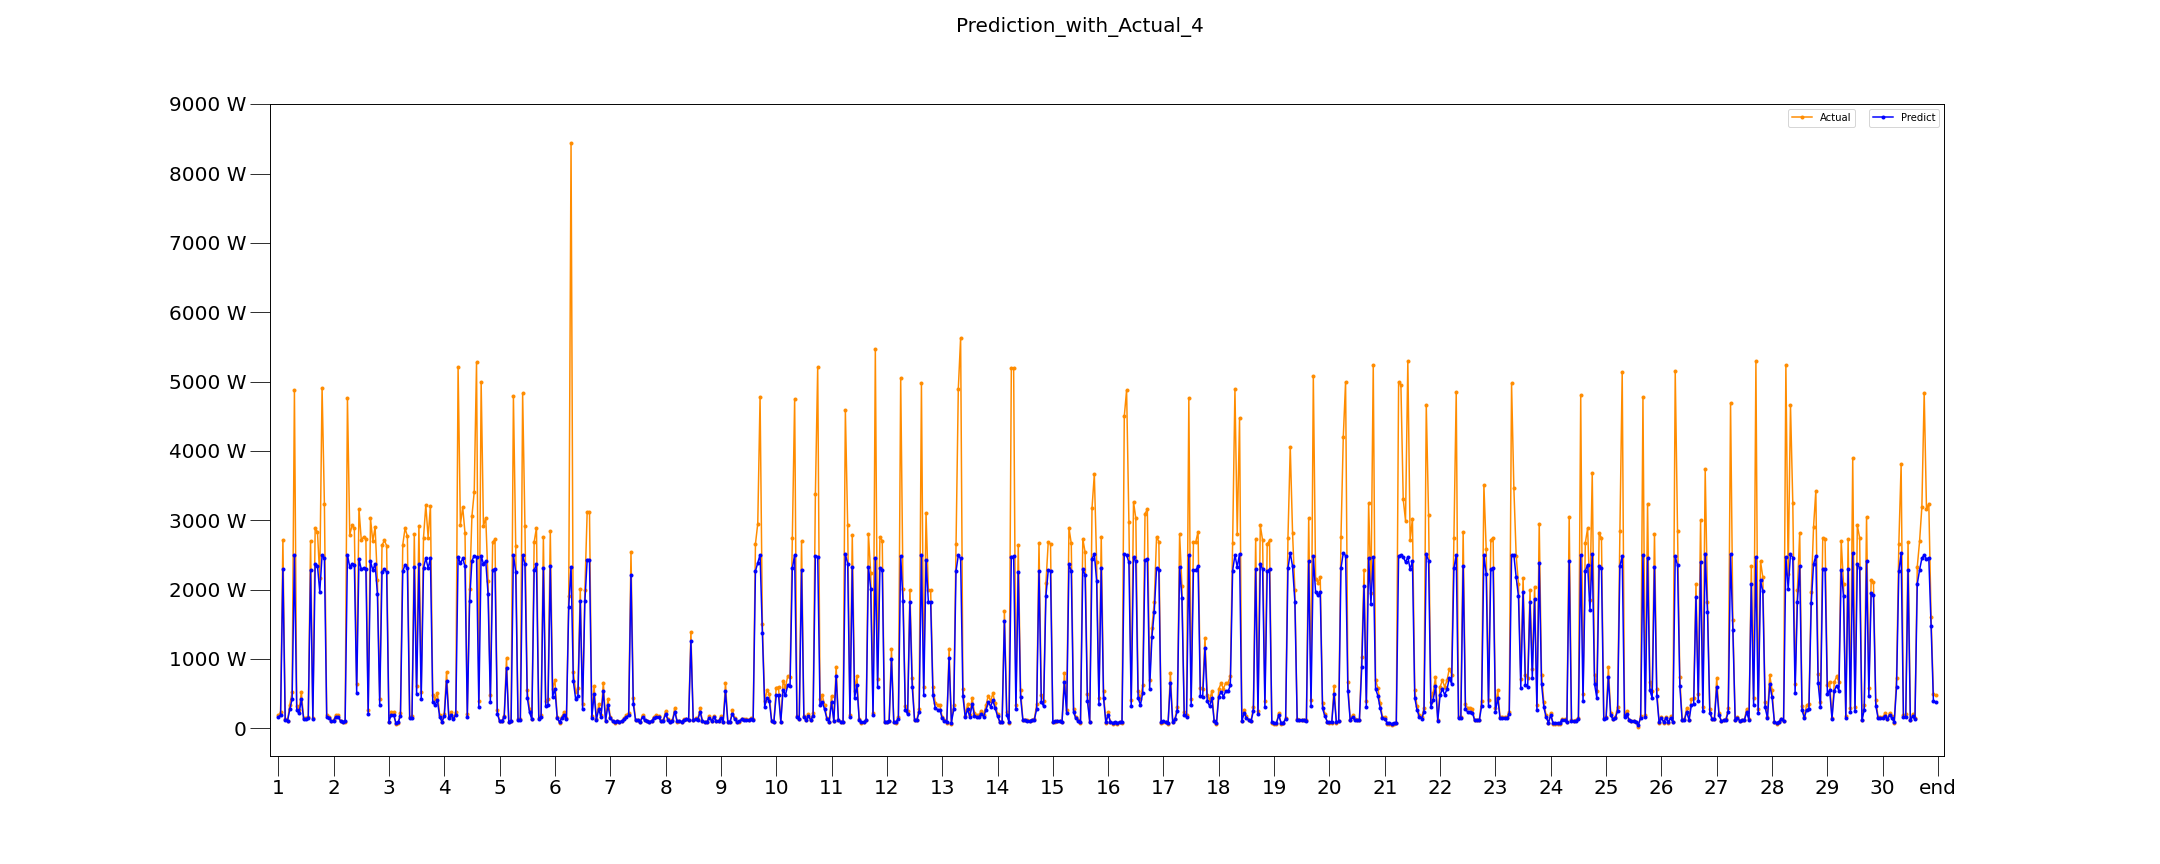 Prediction_with_Actual_4
Actual Predict
9000 W
8000 W
7000 W
6000 W
5000 W
4000 W
3000 W
2000 W
1000 W
0
1 2 3 4 5 6 7 8 9 10 11 12 13 14 15 16 17 18 19 20 21 22 23 24 25 26 27 28 29 30 end